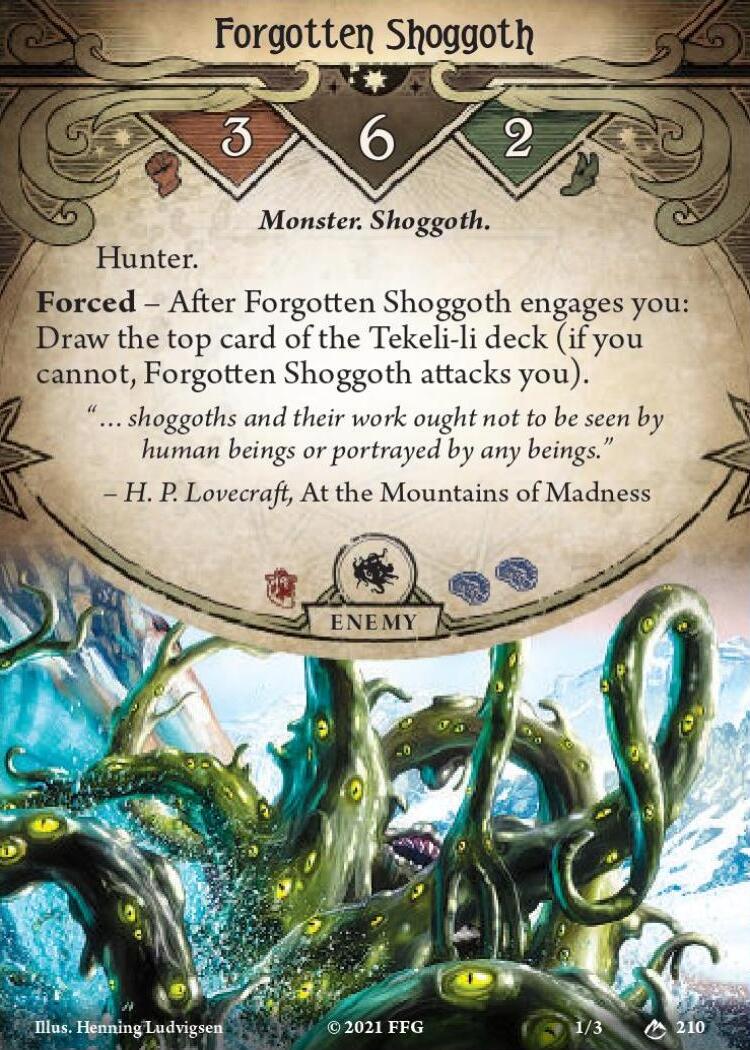 Forgotten Shoggoth
3 6 2
Monster. Shoggoth.
Hunter.
Forced – After Forgotten Shoggoth engages you:
Draw the top card of the Tekeli-li deck (if you
cannot, Forgotten Shoggoth attacks you).
“… shoggoths and their work ought not to be seen by
human beings or portrayed by any beings.”
– H. P. Lovecraft, At the Mountains of Madness
ENEMY
Illus. Henning Ludvigsen © 2021 FFG 1/3 210